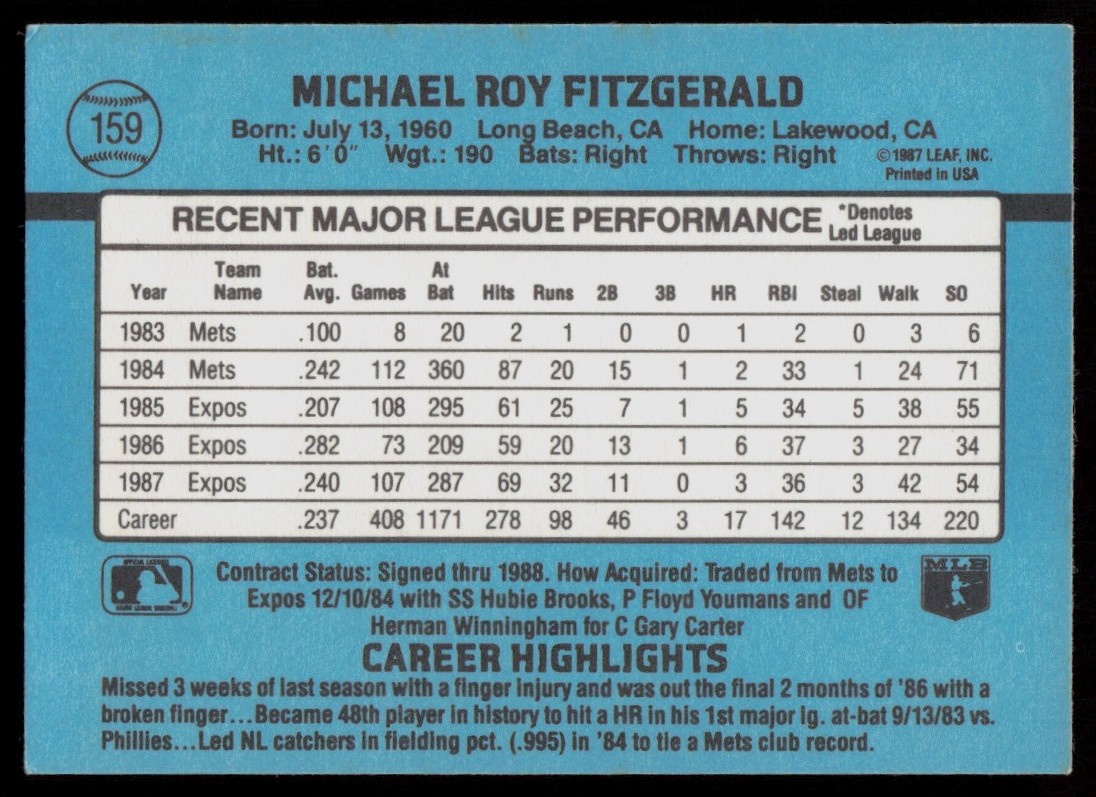 MICHAEL ROY FITZGERALD
159
Born: July 13, 1960 Long Beach, CA Home: Lakewood, CA
Ht.: 6'0" Wgt.: 190 Bats: Right Throws: Right
©1987 LEAF, INC.
Printed in USA
RECENT MAJOR LEAGUE PERFORMANCE *Denotes
Led League
Team Bat. At
Year Name Avg. Games Bat Hits Runs 2B 3B HR RBI Steal Walk SO
1983 Mets .100 8 20 2 1 0 0 1 2 0 3 6
1984 Mets .242 112 360 87 20 15 1 2 33 1 24 71
1985 Expos .207 108 295 61 25 7 1 5 34 5 38 55
1986 Expos .282 73 209 59 20 13 1 6 37 3 27 34
1987 Expos .240 107 287 69 32 11 0 3 36 3 42 54
Career .237 408 1171 278 98 46 3 17 142 12 134 220
MLB
Contract Status: Signed thru 1988. How Acquired: Traded from Mets to
Expos 12/10/84 with SS Hubie Brooks, P Floyd Youmans and OF
Herman Winningham for C Gary Carter
CAREER HIGHLIGHTS
Missed 3 weeks of last season with a finger injury and was out the final 2 months of '86 with a
broken finger...Became 48th player in history to hit a HR in his 1st major lg. at-bat 9/13/83 vs.
Phillies...Led NL catchers in fielding pct. (.995) in '84 to tie a Mets club record.